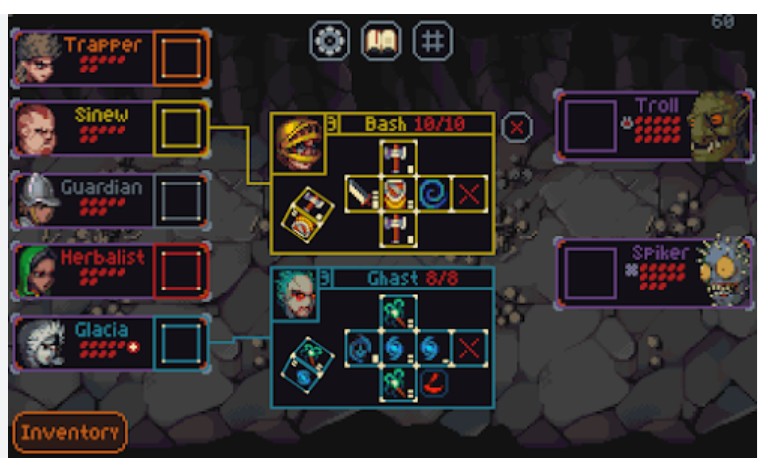 60
Trapper
Sinew
Guardian
Herbalist
Glacia
3 Bash 10/10
3 Ghast 8/8
Troll
Spiker
Inventory